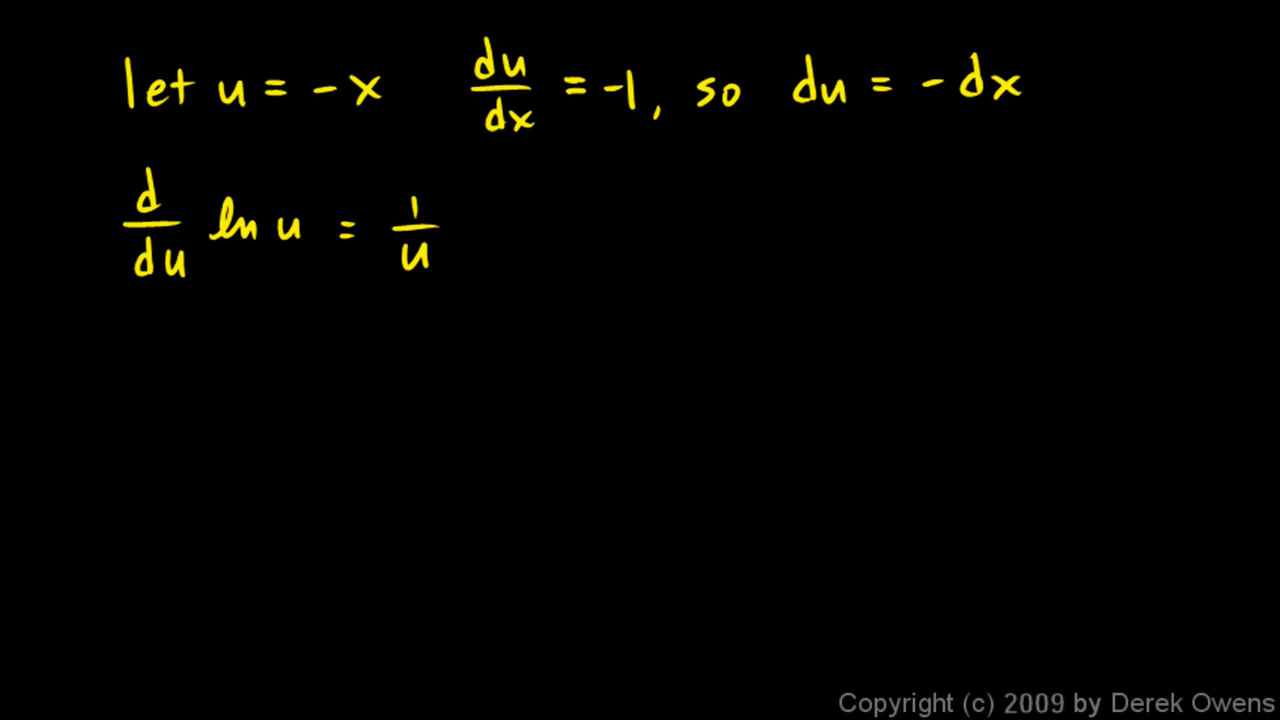 let u = -x du/dx = -1, so du = -dx
d/du ln u = 1/u
Copyright (c) 2009 by Derek Owens